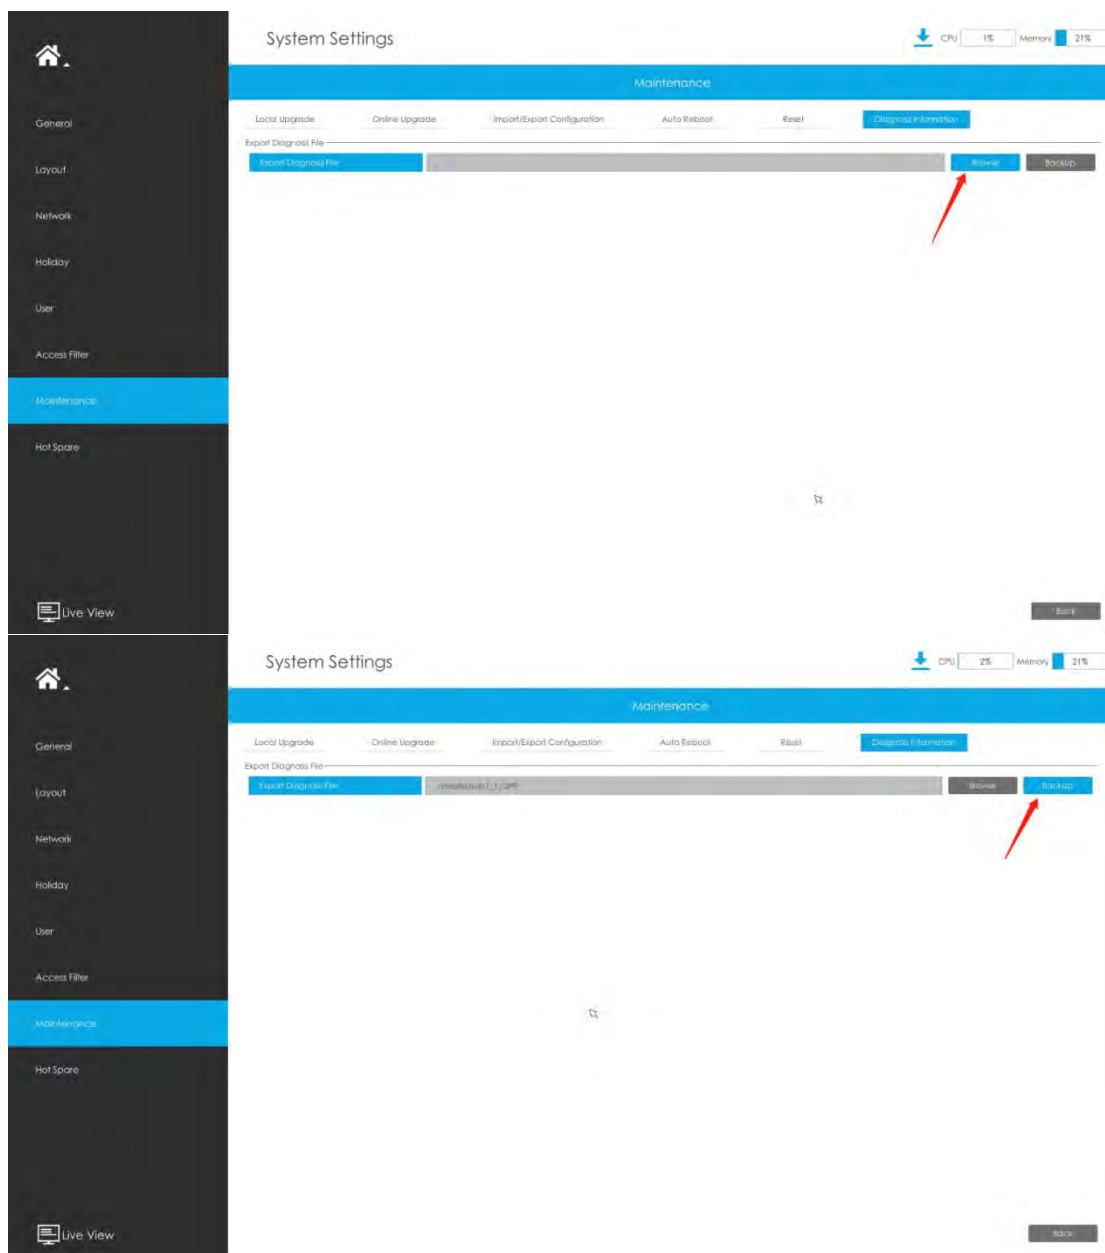 System Settings
CPU 1% Memory 21%
Maintenance
General
Local Upgrade Online Upgrade Import/Export Configuration Auto Reboot Reset Diagnosis Information
Export Diagnosis File
Export Diagnosis File Browse Backup
Layout
Network
Holiday
User
Access Filter
Maintenance
Hot Spare
Live View
Back
System Settings
CPU 2% Memory 21%
Maintenance
General
Local Upgrade Online Upgrade Import/Export Configuration Auto Reboot Reset Diagnosis Information
Export Diagnosis File
Export Diagnosis File Browse Backup
Layout
Network
Holiday
User
Access Filter
Maintenance
Hot Spare
Live View
Back